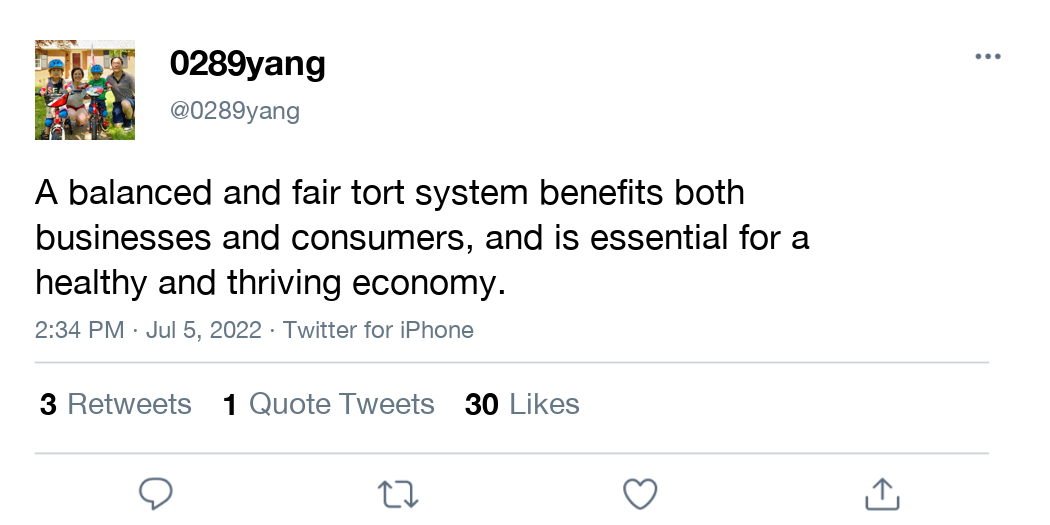 0289yang
@0289yang
A balanced and fair tort system benefits both
businesses and consumers, and is essential for a
healthy and thriving economy.
2:34 PM · Jul 5, 2022 · Twitter for iPhone
3 Retweets 1 Quote Tweets 30 Likes